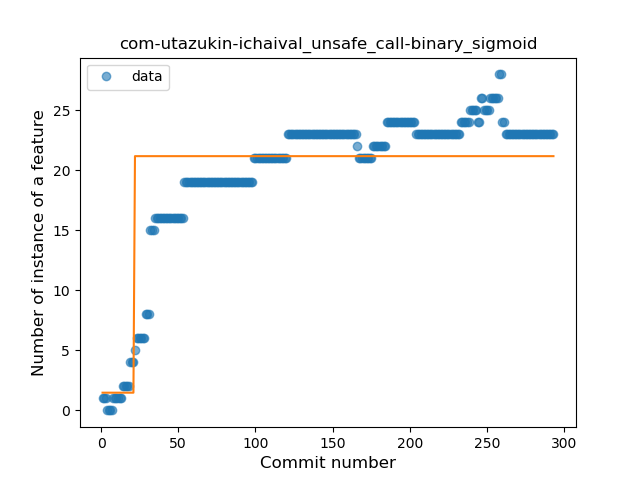 com-utazukin-ichaival_unsafe_call-binary_sigmoid
data
Number of instance of a feature
25
20
15
10
5
0
0 50 100 150 200 250 300
Commit number